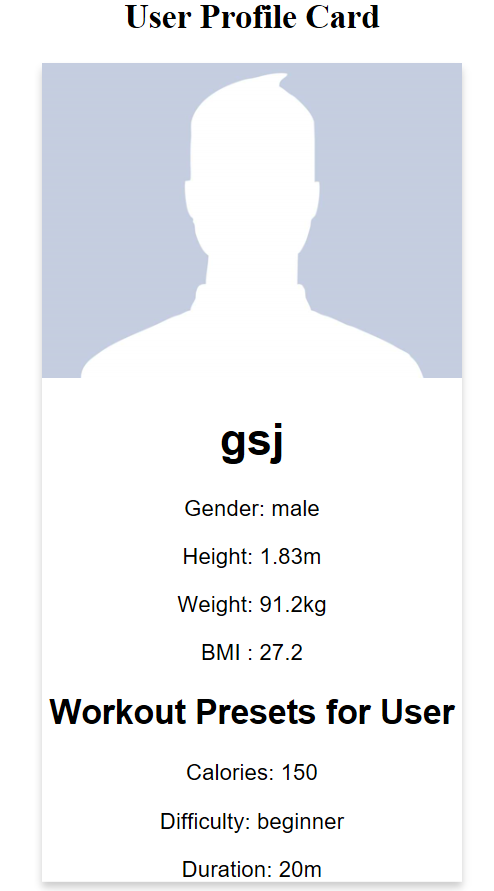 User Profile Card
gsj
Gender: male
Height: 1.83m
Weight: 91.2kg
BMI : 27.2
Workout Presets for User
Calories: 150
Difficulty: beginner
Duration: 20m